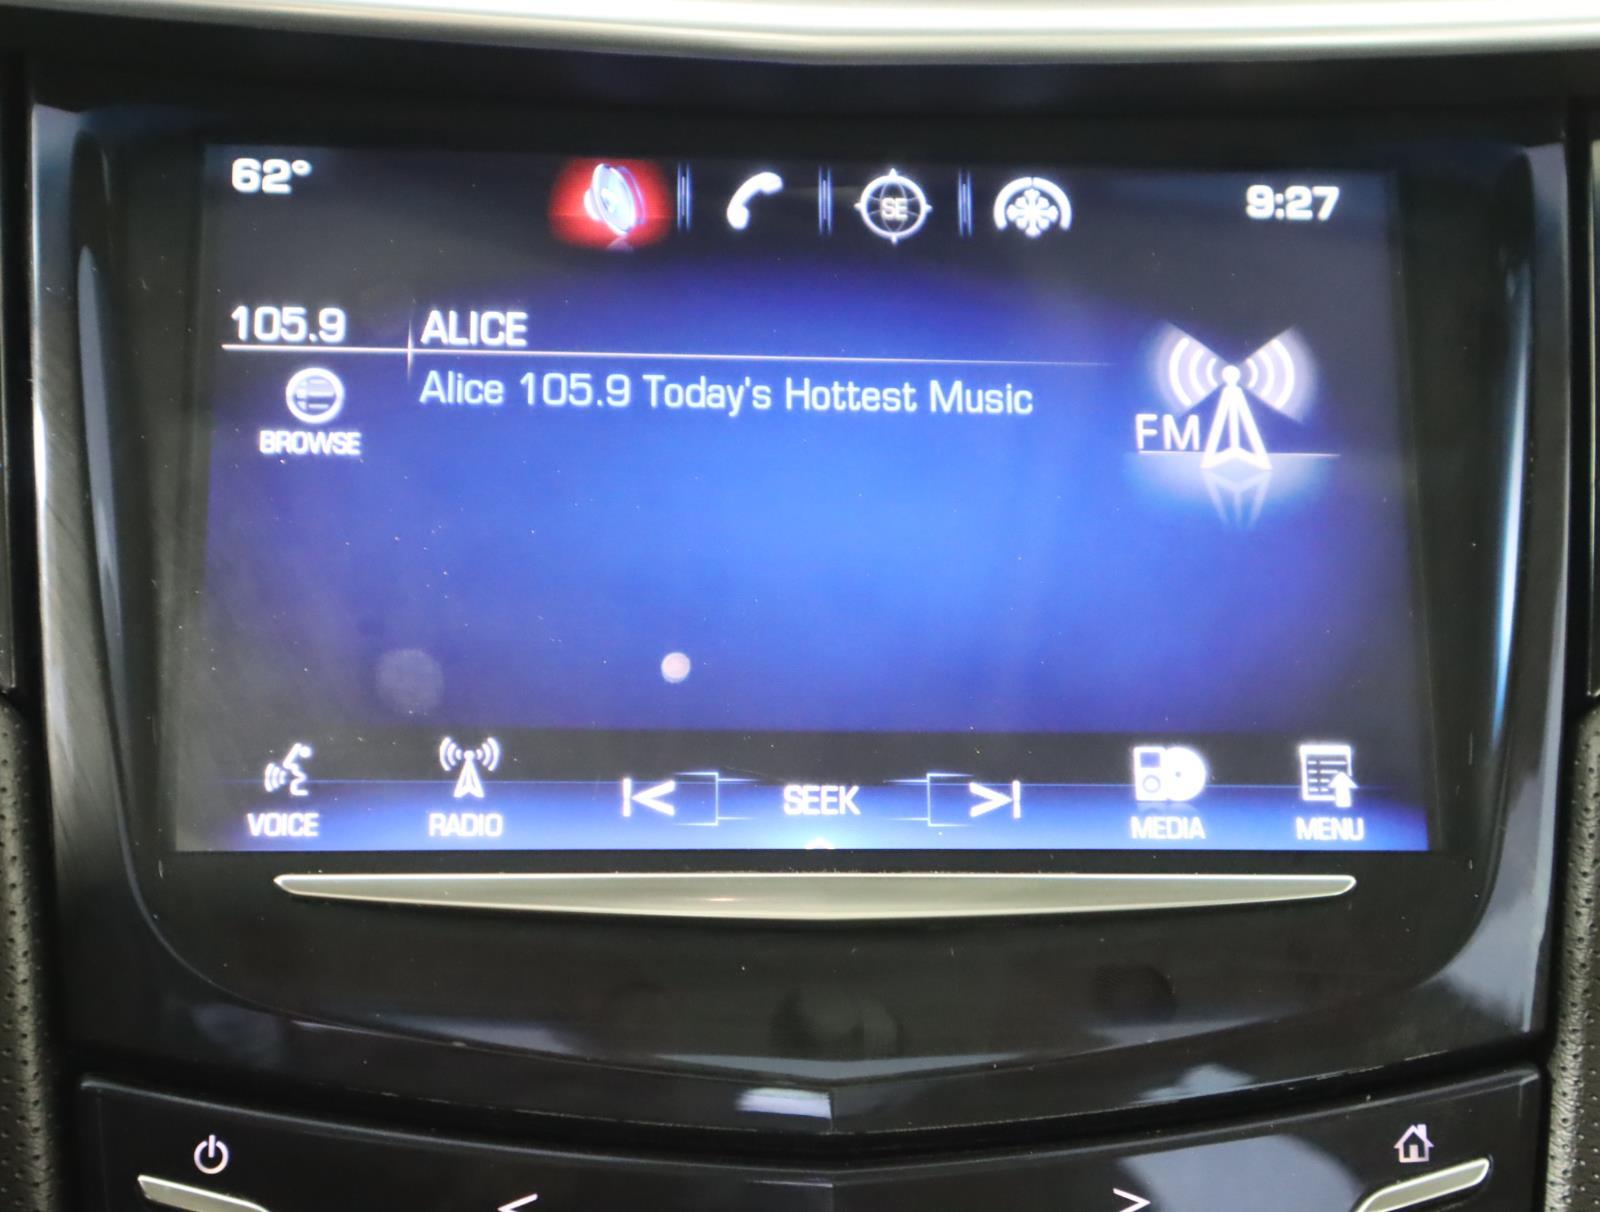 62°
SE
9:27
105.9
ALICE
Alice 105.9 Today's Hottest Music
BROWSE
FM
VOICE
RADIO
SEEK
MEDIA
MENU